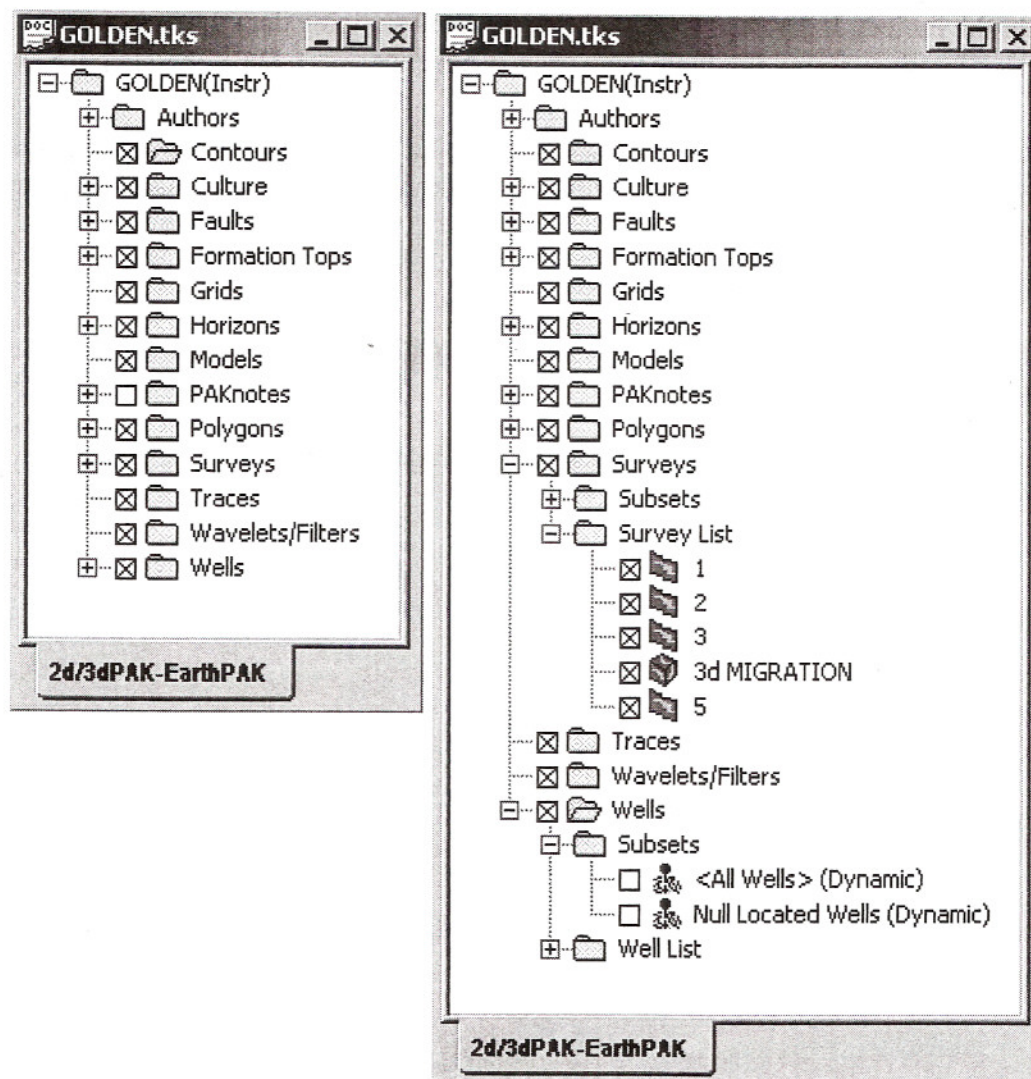 DOC
GOLDEN.tks
GOLDEN(Instr)
Authors
Contours
Culture
Faults
Formation Tops
Grids
Horizons
Models
PAKnotes
Polygons
Surveys
Traces
Wavelets/Filters
Wells
2d/3dPAK-EarthPAK
DOC
GOLDEN.tks
GOLDEN(Instr)
Authors
Contours
Culture
Faults
Formation Tops
Grids
Horizons
Models
PAKnotes
Polygons
Surveys
Subsets
Survey List
1
2
3
3d MIGRATION
5
Traces
Wavelets/Filters
Wells
Subsets
<All Wells> (Dynamic)
Null Located Wells (Dynamic)
Well List
2d/3dPAK-EarthPAK